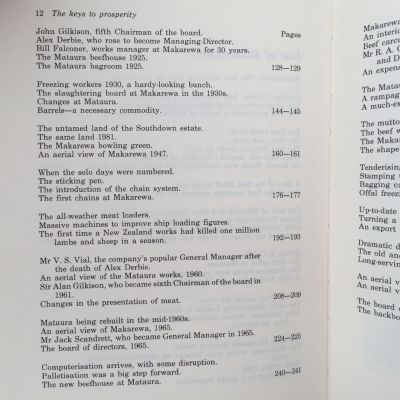 12 The keys to prosperity
Pages
John Gilkison, fifth Chairman of the board.
Alex Derbie, who rose to become Managing-Director.
Bill Falconer, works manager at Makarewa for 30 years.
The Mataura beefhouse 1925.
The Mataura bagroom 1925. 128–129
Freezing workers 1930, a hardy-looking bunch.
The slaughtering board at Makarewa in the 1930s.
Changes at Mataura.
Barrels—a necessary commodity. 144–145
The untamed land of the Southdown estate.
The same land 1981.
The Makarewa bowling green.
An aerial view of Makarewa 1947. 160–161
When the solo days were numbered.
The sticking pen.
The introduction of the chain system.
The first chains at Makarewa. 176–177
The all-weather meat loaders.
Massive machines to improve ship loading figures.
The first time a New Zealand works had killed one million
lambs and sheep in a season. 192–193
Mr V. S. Vial, the company's popular General Manager after
the death of Alex Derbie.
An aerial view of the Mataura works, 1960.
Sir Alan Gilkison, who became sixth Chairman of the board in
1961.
Changes in the presentation of meat. 208–209
Mataura being rebuilt in the mid-1960s.
An aerial view of Makarewa, 1965.
Mr Jack Scandrett, who became General Manager in 1965.
The board of directors, 1965. 224–225
Computerisation arrives, with some disruption.
Palletisation was a big step forward.
The new beefhouse at Mataura. 240–241
Makarewa
An interio
Beef carca
Mr R. A. C
and D
An expens
The Matau
A rampag
A much-ex
The mutto
The beef w
The Maka
The shape
Tenderising
Stamping
Bagging ca
Offal freez
Up-to-date
Turning a
An export
Dramatic d
The old an
Long-servin
An aerial v
An aerial v
The board o
The backbo